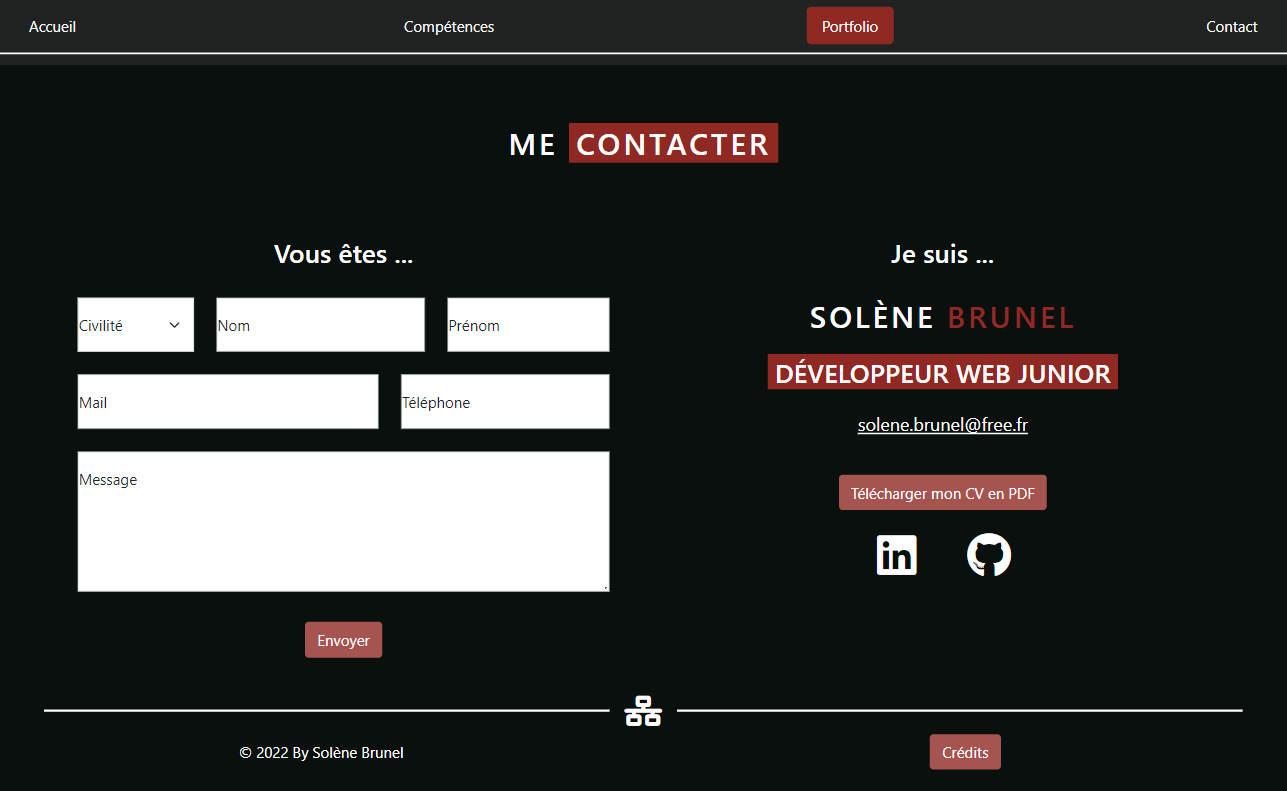 Accueil Compétences Portfolio Contact
ME CONTACTER
Vous êtes ...
Civilité Nom Prénom
Mail Téléphone
Message
Envoyer
Je suis ...
SOLÈNE BRUNEL
DÉVELOPPEUR WEB JUNIOR
solene.brunel@free.fr
Télécharger mon CV en PDF
in
© 2022 By Solène Brunel Crédits